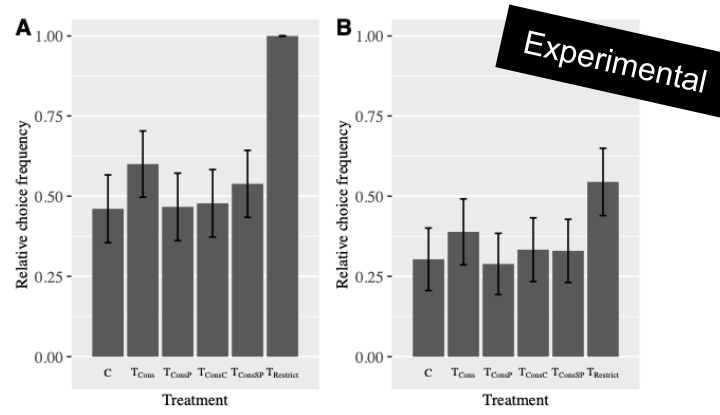 A
Relative choice frequency
1.00
0.75
0.50
0.25
0.00
C TCons TConsP TConsC TConsSP TRestrict
Treatment
B
Relative choice frequency
1.00
0.75
0.50
0.25
0.00
C TCons TConsP TConsC TConsSP TRestrict
Treatment
Experimental